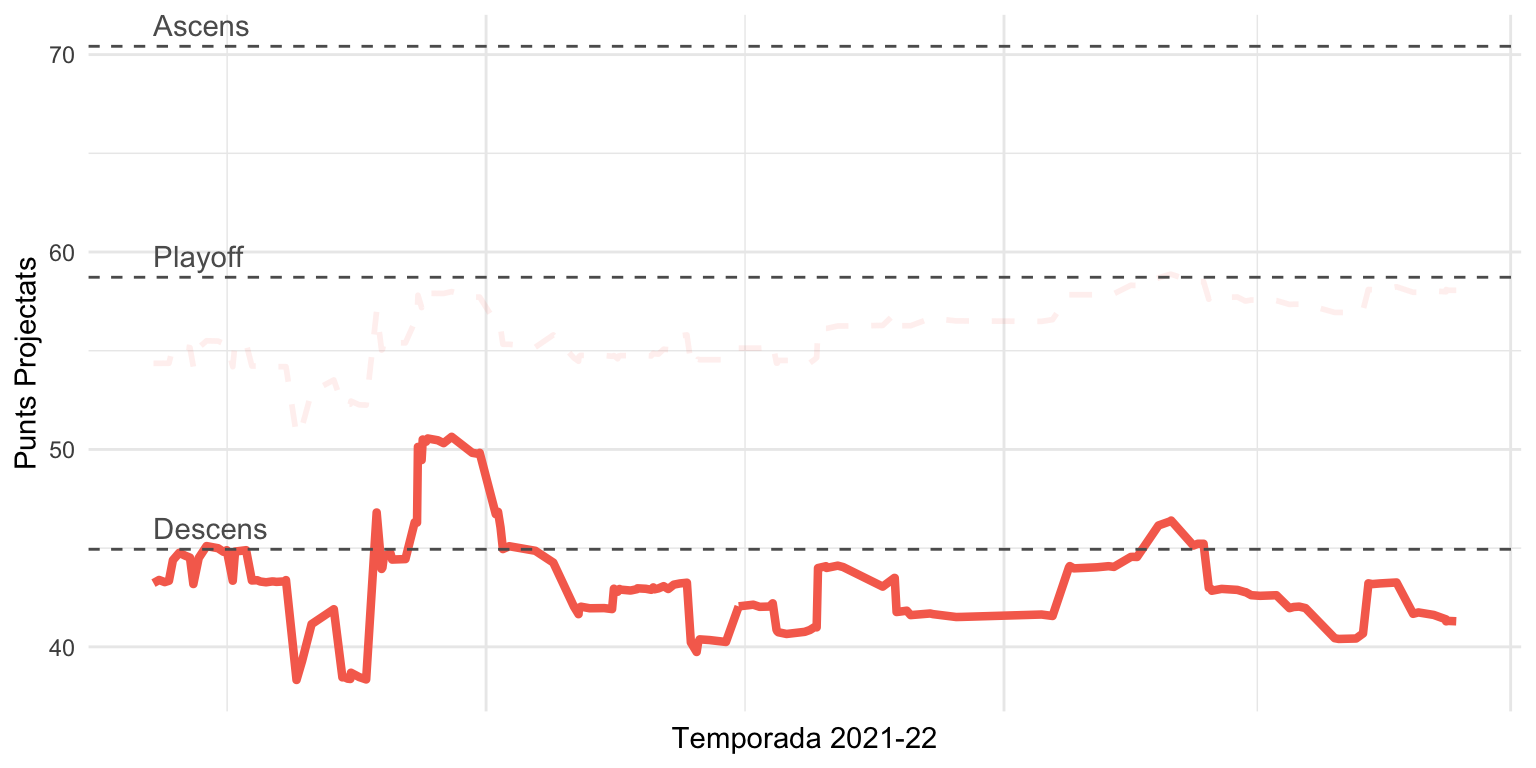 Ascens
70
Playoff
60
50
Descens
40
Punts Projectats
Temporada 2021-22